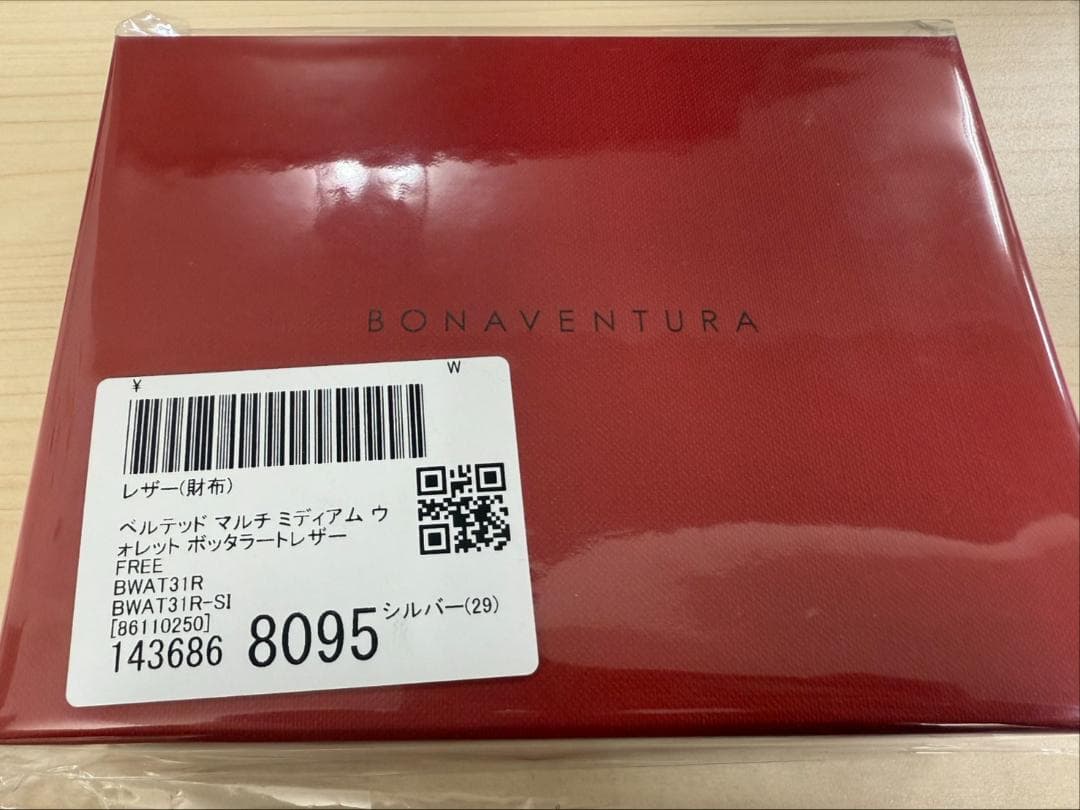 BONAVENTURA
¥ W
レザー(財布)
ベルテッド マルチ ミディアム ウ
ォレット ボッタラートレザー
FREE
BWAT31R
BWAT31R-SI
[86110250]
143686 8095 シルバー(29)